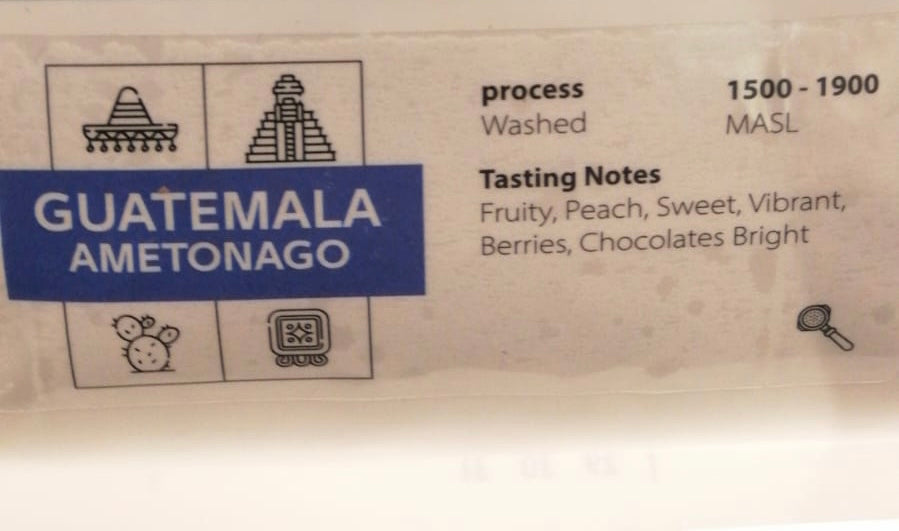 GUATEMALA
AMETONAGO
process
Washed
1500 - 1900
MASL
Tasting Notes
Fruity, Peach, Sweet, Vibrant,
Berries, Chocolates Bright